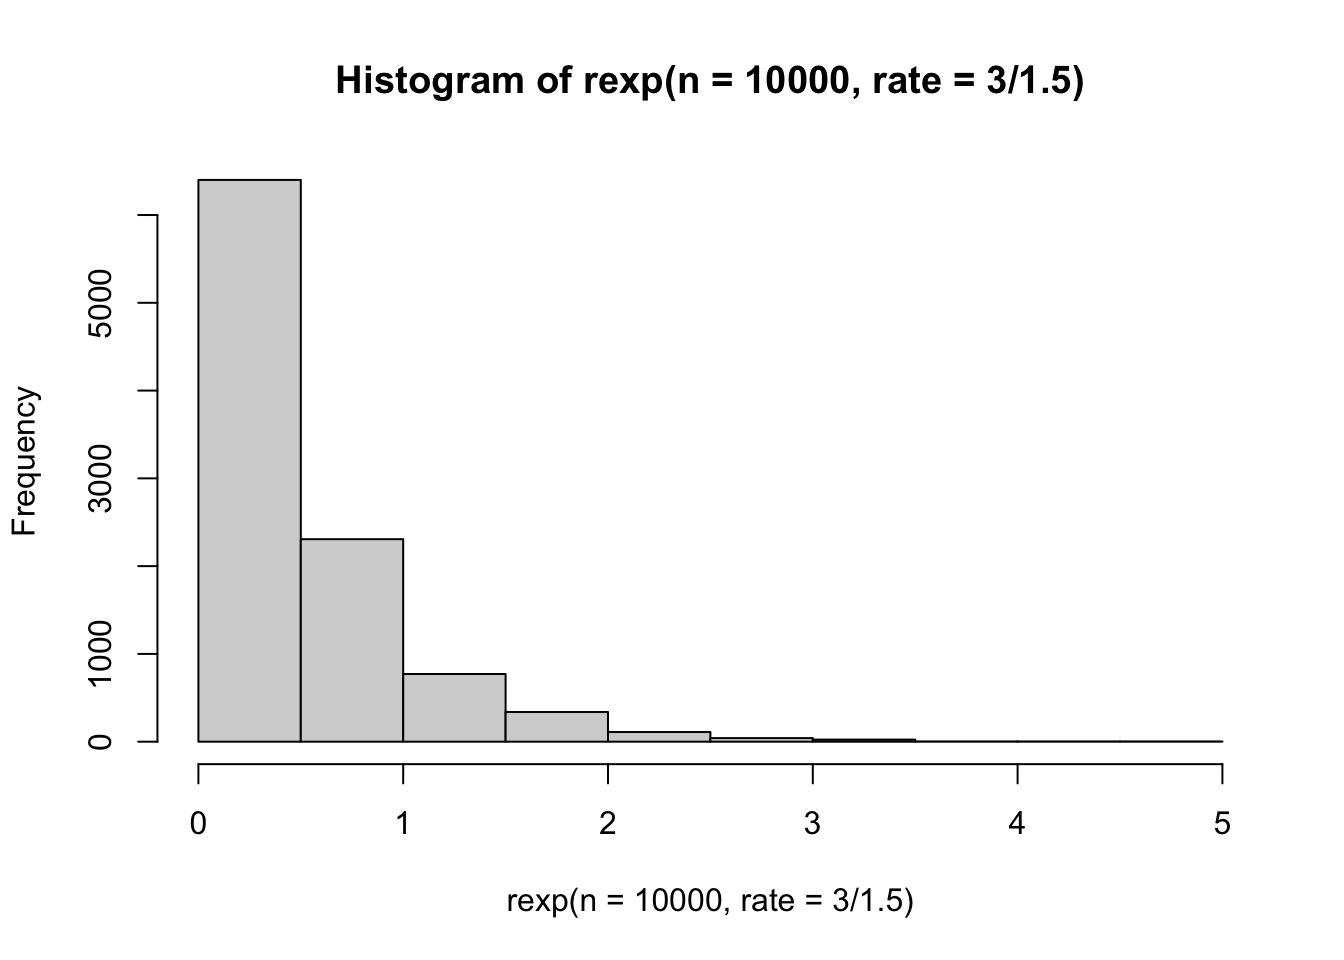 Histogram of rexp(n = 10000, rate = 3/1.5)
Frequency
5000
3000
1000
0
0 1 2 3 4 5
rexp(n = 10000, rate = 3/1.5)